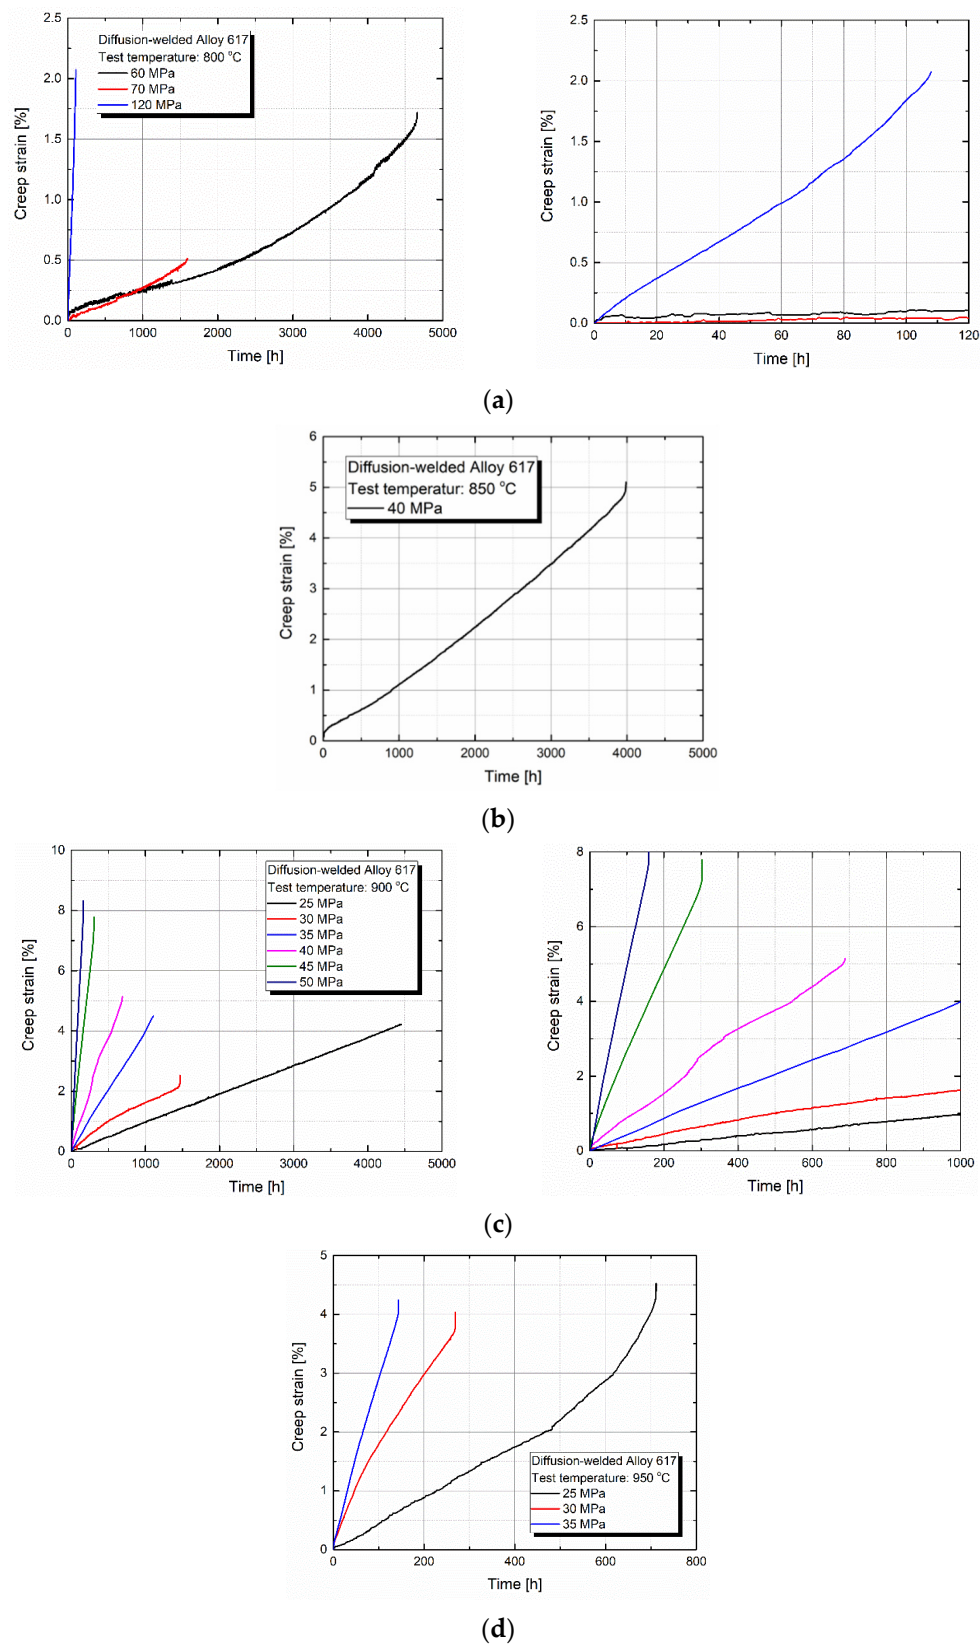 2.5
2.0
1.5
1.0
0.5
0.0
Creep strain [%]
Diffusion-welded Alloy 617
Test temperature: 800 °C
60 MPa
70 MPa
120 MPa
0
1000
2000
3000
4000
5000
Time [h]
2.5
2.0
1.5
1.0
0.5
0.0
Creep strain [%]
0
20
40
60
80
100
120
Time [h]
(a)
6
5
4
3
2
1
0
Creep strain [%]
Diffusion-welded Alloy 617
Test temperatur: 850 °C
40 MPa
0
1000
2000
3000
4000
5000
Time [h]
(b)
10
8
6
4
2
0
Creep strain [%]
Diffusion-welded Alloy 617
Test temperature: 900 °C
25 MPa
30 MPa
35 MPa
40 MPa
45 MPa
50 MPa
0
1000
2000
3000
4000
5000
Time [h]
8
6
4
2
0
Creep strain [%]
0
200
400
600
800
1000
Time [h]
(c)
5
4
3
2
1
0
Creep strain [%]
Diffusion-welded Alloy 617
Test temperature: 950 °C
25 MPa
30 MPa
35 MPa
0
200
400
600
800
Time [h]
(d)